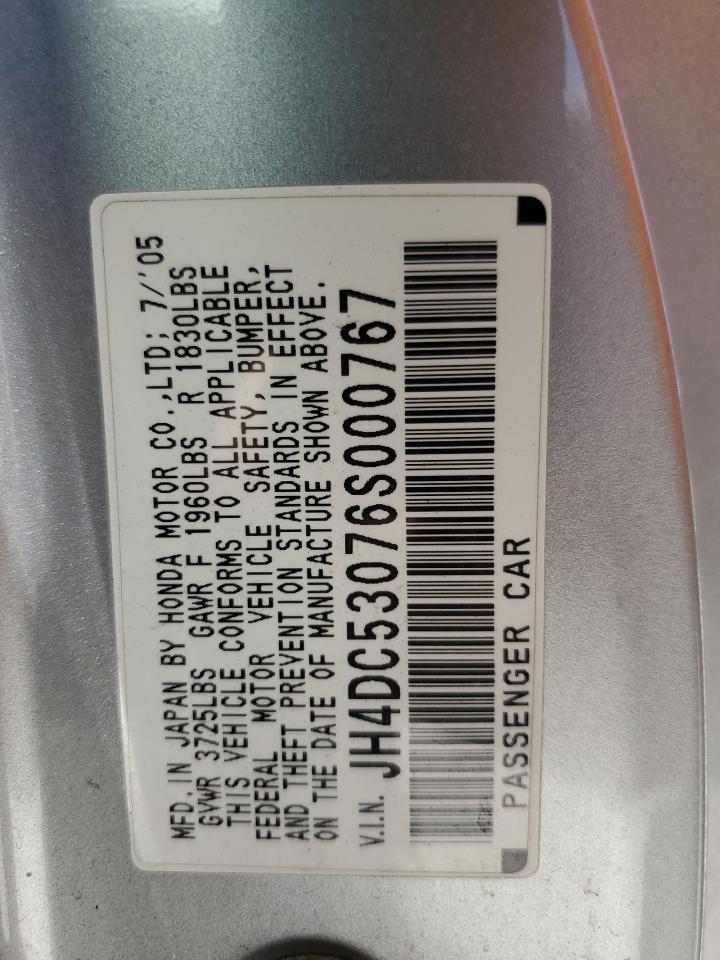 MFD. IN JAPAN BY HONDA MOTOR CO.,LTD; 7/'05
GVWR 3725LBS GAWR F 1960LBS R 1830LBS
THIS VEHICLE CONFORMS TO ALL APPLICABLE
FEDERAL MOTOR VEHICLE SAFETY, BUMPER,
AND THEFT PREVENTION STANDARDS IN EFFECT
ON THE DATE OF MANUFACTURE SHOWN ABOVE.
V.I.N. JH4DC53076S000767
PASSENGER CAR